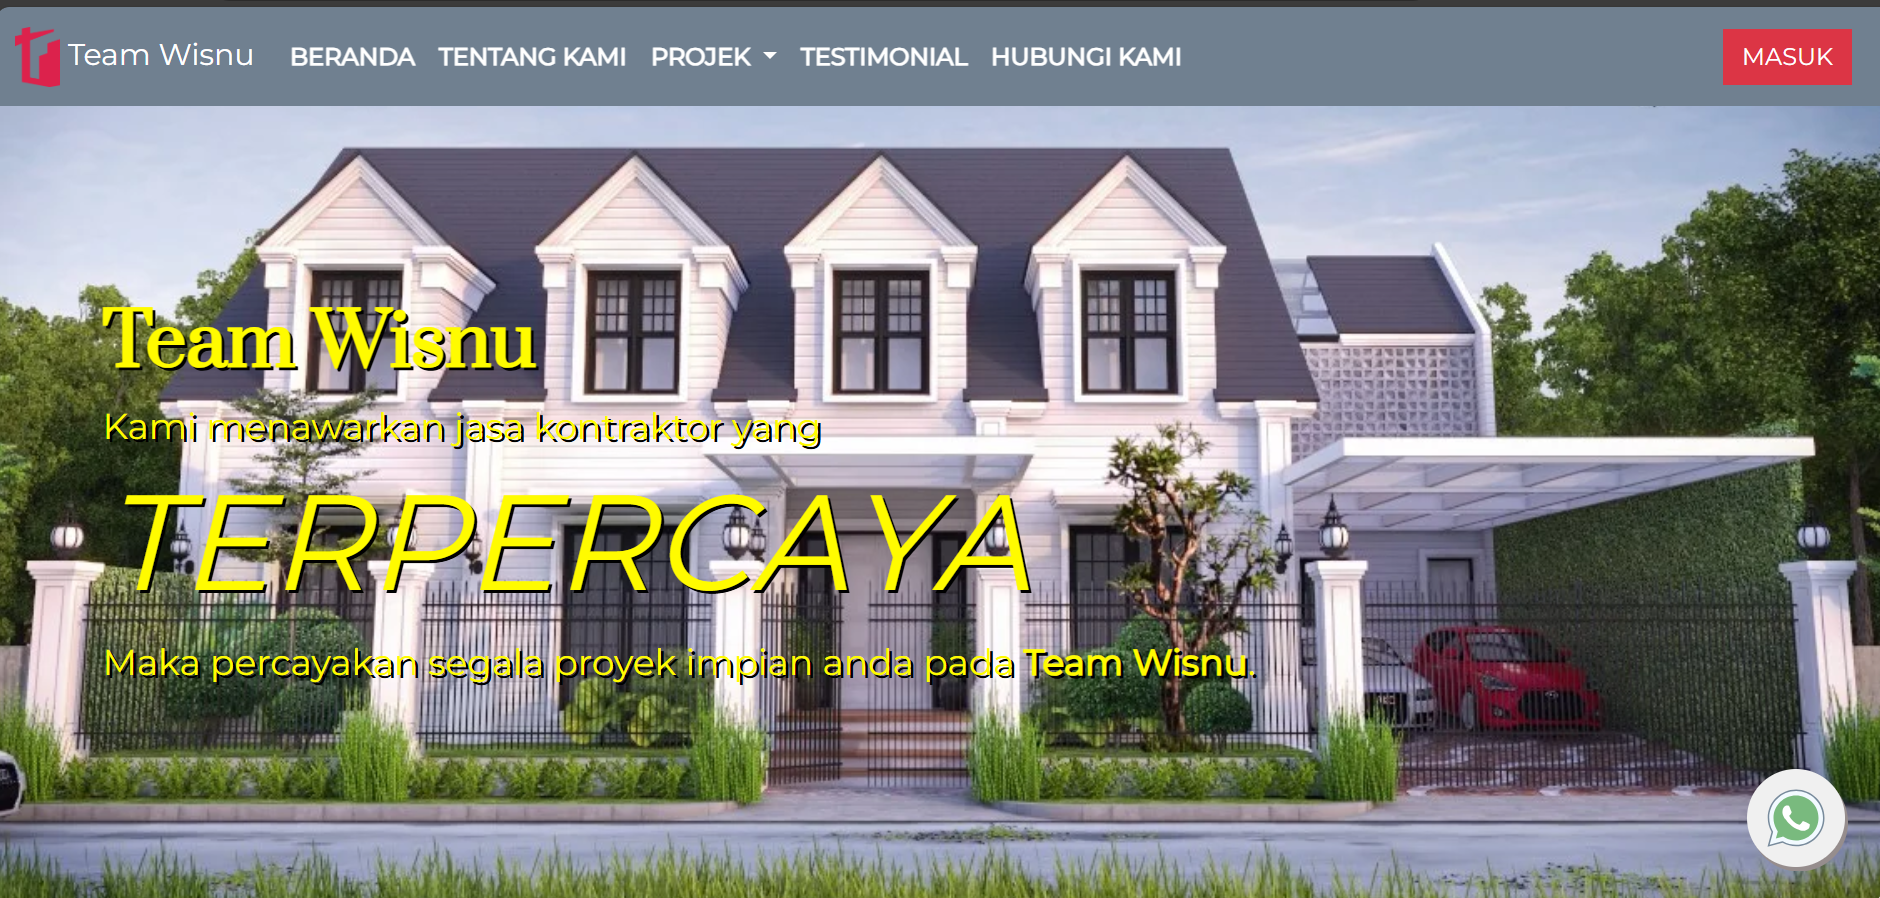 Team Wisnu BERANDA TENTANG KAMI PROJEK TESTIMONIAL HUBUNGI KAMI MASUK
Team Wisnu
Kami menawarkan jasa kontraktor yang
TERPERCAYA
Maka percayakan segala proyek impian anda pada Team Wisnu.